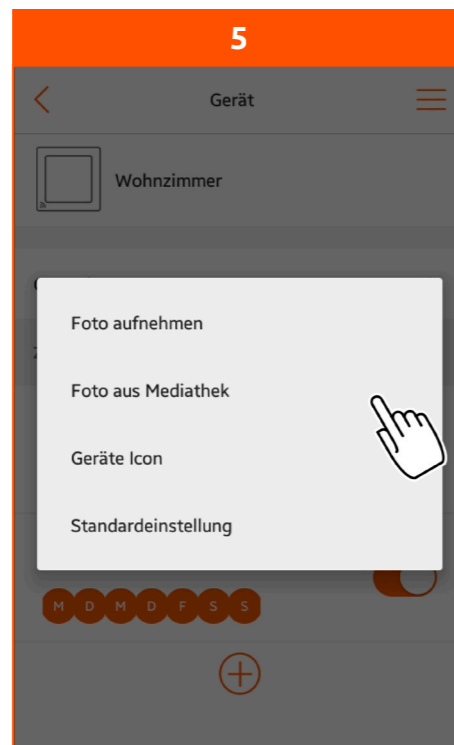 5
Gerät
Wohnzimmer
Foto aufnehmen
Foto aus Mediathek
Geräte Icon
Standardeinstellung
M D M D F S S